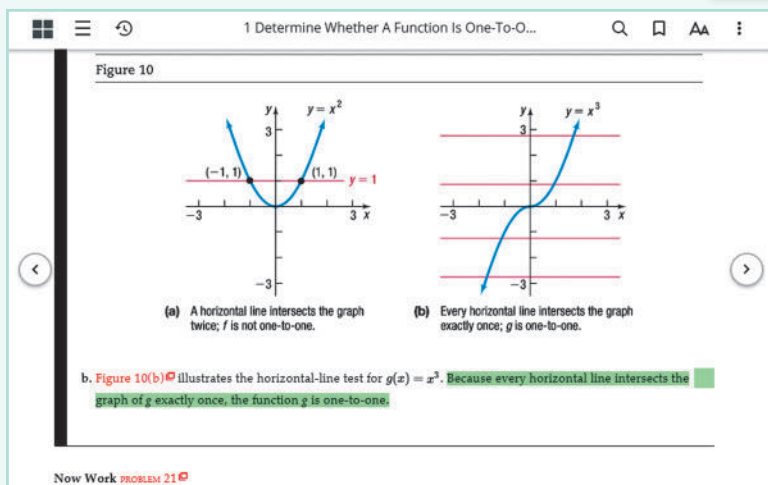 1 Determine Whether A Function Is One-To-O...
AA
Figure 10
y
y = x²
3
(−1, 1)
(1, 1)
y = 1
−3
3 x
−3
(a) A horizontal line intersects the graph
twice; f is not one-to-one.
y
y = x³
3
−3
3 x
−3
(b) Every horizontal line intersects the graph
exactly once; g is one-to-one.
b. Figure 10(b) illustrates the horizontal-line test for g(x) = x³. Because every horizontal line intersects the
graph of g exactly once, the function g is one-to-one.
Now Work PROBLEM 21